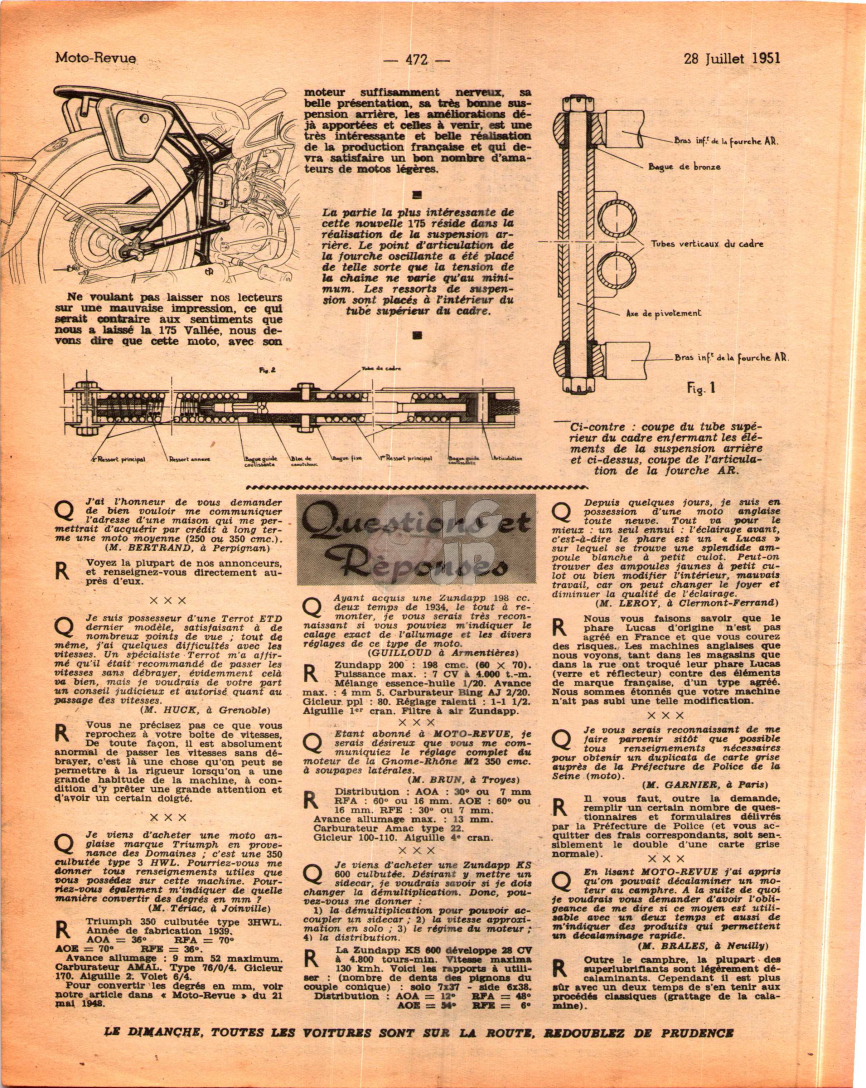 Moto-Revue
— 472 —
28 Juillet 1951
Ne voulant pas laisser nos lecteurs
sur une mauvaise impression, ce qui
serait contraire aux sentiments que
nous a laissé la 175 Vallée, nous de-
vons dire que cette moto, avec son
moteur suffisamment nerveux, sa
belle présentation, sa très bonne sus-
pension arrière, les améliorations dé-
jà apportées et celles à venir, est une
très intéressante et belle réalisation
de la production française et qui de-
vra satisfaire un bon nombre d'ama-
teurs de motos légères.
La partie la plus intéressante de
cette nouvelle 175 réside dans la
réalisation de la suspension ar-
rière. Le point d'articulation de
la fourche oscillante a été placé
de telle sorte que la tension de
la chaîne ne varie qu'au mini-
mum. Les ressorts de suspen-
sion sont placés à l'intérieur du
tube supérieur du cadre.
Bras inf.r de la fourche AR.
Bague de bronze
Tubes verticaux du cadre
Axe de pivotement
Bras inf.r de la fourche AR.
Fig. 1
Fig. 2
Tube de cadre
2e Ressort principal
Ressort annexe
Bague guide
coulissante
Bloc de
caoutchouc
Bague fixe
1er Ressort principal
Bague guide
coulissante
Articulation
Ci-contre : coupe du tube supé-
rieur du cadre enfermant les élé-
ments de la suspension arrière
et ci-dessus, coupe de l'articula-
tion de la fourche AR.
Q J'ai l'honneur de vous demander
de bien vouloir me communiquer
l'adresse d'une maison qui me per-
mettrait d'acquérir par crédit à long ter-
me une moto moyenne (250 ou 350 cmc.).
(M. BERTRAND, à Perpignan)
R Voyez la plupart de nos annonceurs,
et renseignez-vous directement au-
près d'eux.
× × ×
Q Je suis possesseur d'une Terrot ETD
dernier modèle, satisfaisant à de
nombreux points de vue ; tout de
même, j'ai quelques difficultés avec les
vitesses. Un spécialiste Terrot m'a affir-
mé qu'il était recommandé de passer les
vitesses sans débrayer, évidemment celà
va bien, mais je voudrais de votre part
un conseil judicieux et autorisé quant au
passage des vitesses.
(M. HUCK, à Grenoble)
R Vous ne précisez pas ce que vous
reprochez à votre boîte de vitesses.
De toute façon, il est absolument
anormal de passer les vitesses sans dé-
brayer, c'est là une chose qu'on peut se
permettre à la rigueur lorsqu'on a une
grande habitude de la machine, à con-
dition d'y prêter une grande attention et
d'avoir un certain doigté.
× × ×
Q Je viens d'acheter une moto an-
glaise marque Triumph en prove-
nance des Domaines ; c'est une 350
culbutée type 3 HWL. Pourriez-vous me
donner tous renseignements utiles que
vous possédez sur cette machine. Pour-
riez-vous également m'indiquer de quelle
manière convertir des degrés en mm ?
(M. Tériac, à Joinville)
R Triumph 350 culbutée type 3HWL.
Année de fabrication 1939.
AOA = 36° RFA = 70°
AOE = 70° RFE = 36°.
Avance allumage : 9 mm 52 maximum.
Carburateur AMAL. Type 76/0/4. Gicleur
170. Aiguille 2. Volet 6/4.
Pour convertir les degrés en mm, voir
notre article dans « Moto-Revue » du 21
mai 1948.
Questions et
Réponses
Q Ayant acquis une Zundapp 198 cc.
deux temps de 1934, le tout à re-
monter, je vous serais très recon-
naissant si vous pouviez m'indiquer le
calage exact de l'allumage et les divers
réglages de ce type de moto.
(GUILLOUD à Armentières)
R Zundapp 200 : 198 cmc. (60 × 70).
Puissance max. : 7 CV à 4.000 t.-m.
Mélange essence-huile 1/20. Avance
max. : 4 mm 5. Carburateur Bing AJ 2/20.
Gicleur ppl : 80. Réglage ralenti : 1-1 1/2.
Aiguille 1er cran. Filtre à air Zundapp.
× × ×
Q Etant abonné à MOTO-REVUE, je
serais désireux que vous me com-
muniquiez le réglage complet du
moteur de la Gnome-Rhône M2 350 cmc.
à soupapes latérales.
(M. BRUN, à Troyes)
R Distribution : AOA : 30° ou 7 mm
RFA : 60° ou 16 mm. AOE : 60° ou
16 mm. RFE : 30° ou 7 mm.
Avance allumage max. : 13 mm.
Carburateur Amac type 22.
Gicleur 100-110. Aiguille 4e cran.
× × ×
Q Je viens d'acheter une Zundapp KS
600 culbutée. Désirant y mettre un
sidecar, je voudrais savoir si je dois
changer la démultiplication. Donc, pou-
vez-vous me donner :
1) la démultiplication pour pouvoir ac-
coupler un sidecar ; 2) la vitesse approxi-
mation en solo ; 3) le régime du moteur ;
4) la distribution.
R La Zundapp KS 600 développe 28 CV
à 4.800 tours-min. Vitesse maxima
130 kmh. Voici les rapports à utili-
ser : (nombre de dents des pignons du
couple conique) : solo 7x37 - side 6x38.
Distribution : AOA = 12° RFA = 48°
AOE = 54° RFE = 6°
Q Depuis quelques jours, je suis en
possession d'une moto anglaise
toute neuve. Tout va pour le
mieux : un seul ennui : l'éclairage avant,
c'est-à-dire le phare est un « Lucas »
sur lequel se trouve une splendide am-
poule blanche à petit culot. Peut-on
trouver des ampoules jaunes à petit cu-
lot ou bien modifier l'intérieur, mauvais
travail, car on peut changer le foyer et
diminuer la qualité de l'éclairage.
(M. LEROY, à Clermont-Ferrand)
R Nous vous faisons savoir que le
phare Lucas d'origine n'est pas
agréé en France et que vous courez
des risques. Les machines anglaises que
nous voyons, tant dans les magasins que
dans la rue ont troqué leur phare Lucas
(verre et réflecteur) contre des éléments
de marque française, d'un type agréé.
Nous sommes étonnés que votre machine
n'ait pas subi une telle modification.
× × ×
Q Je vous serais reconnaissant de me
faire parvenir sitôt que possible
tous renseignements nécessaires
pour obtenir un duplicata de carte grise
auprès de la Préfecture de Police de la
Seine (moto).
(M. GARNIER, à Paris)
R Il vous faut, outre la demande,
remplir un certain nombre de ques-
tionnaires et formulaires délivrés
par la Préfecture de Police (et vous ac-
quitter des frais correspondants, soit sen-
siblement le double d'une carte grise
normale).
× × ×
Q En lisant MOTO-REVUE j'ai appris
qu'on pouvait décalaminer un mo-
teur au camphre. A la suite de quoi
je voudrais vous demander d'avoir l'obli-
geance de me dire si ce moyen est utili-
sable avec un deux temps et aussi de
m'indiquer des produits qui permettent
un décalaminage rapide.
(M. BRALES, à Neuilly)
R Outre le camphre, la plupart des
superlubrifiants sont légèrement dé-
calaminants. Cependant il est plus
sûr avec un deux temps de s'en tenir aux
procédés classiques (grattage de la cala-
mine).
LE DIMANCHE, TOUTES LES VOITURES SONT SUR LA ROUTE, REDOUBLEZ DE PRUDENCE